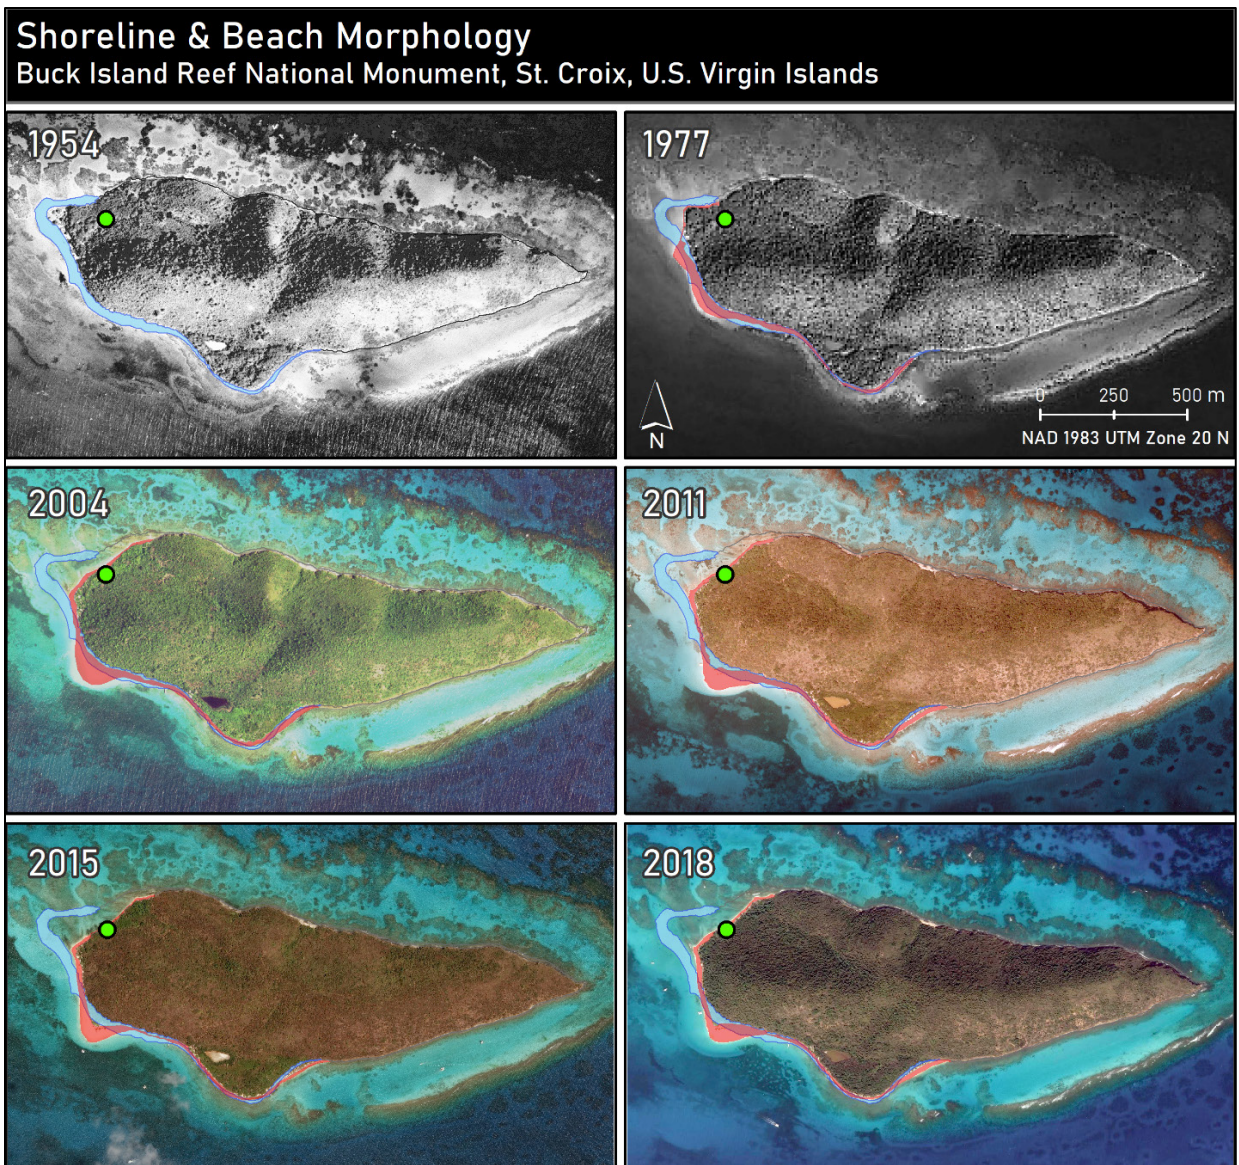 Shoreline & Beach Morphology
Buck Island Reef National Monument, St. Croix, U.S. Virgin Islands
1954
1977
0 250 500 m
N
NAD 1983 UTM Zone 20 N
2004
2011
2015
2018